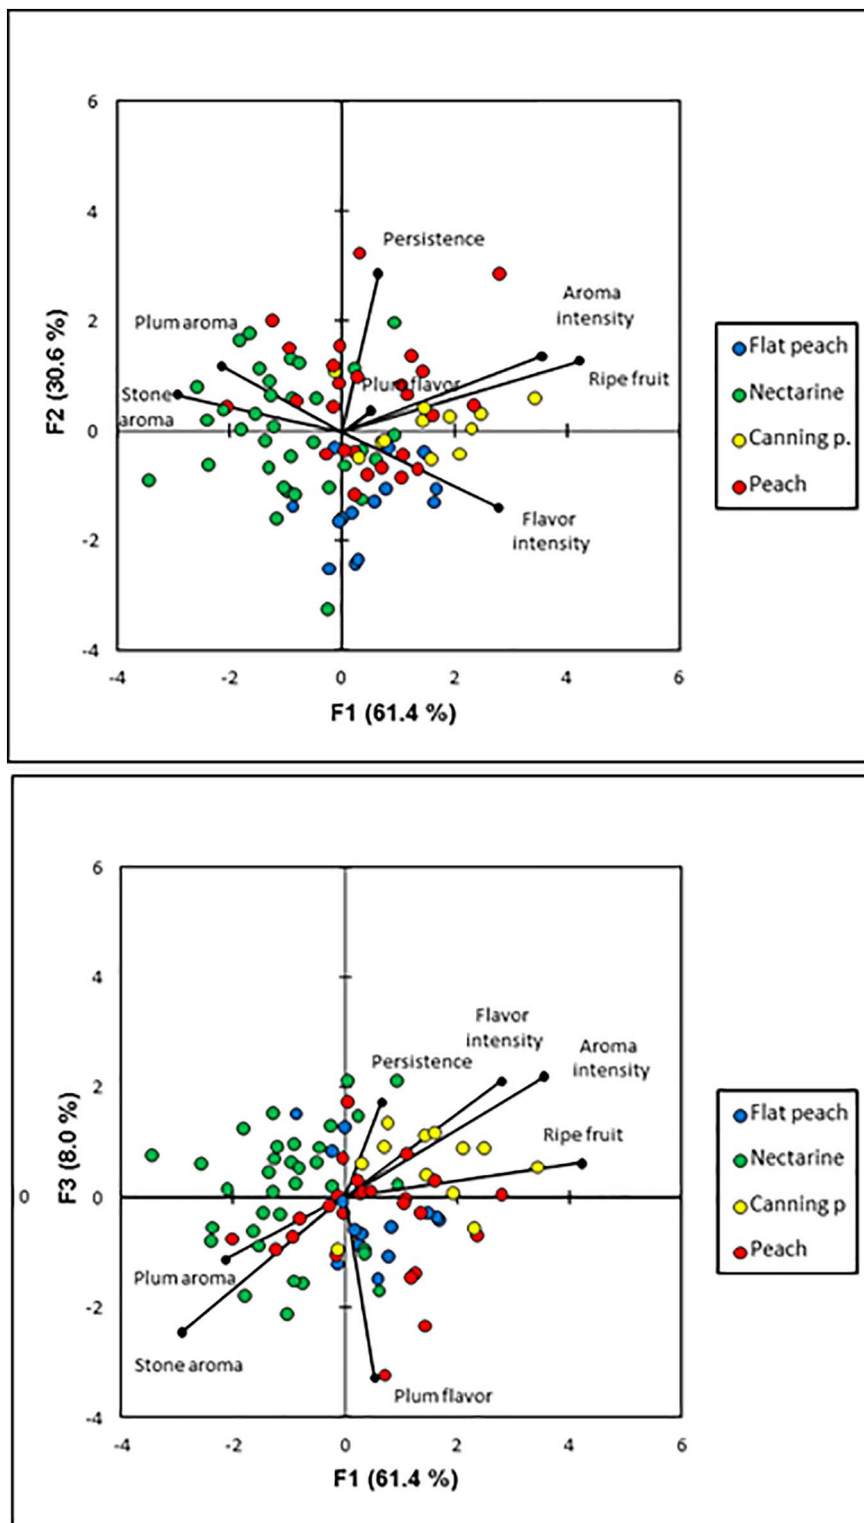 6
4
Persistence
Aroma
intensity
Plum aroma
2
Flat peach
Plum flavor
Ripe fruit
Stone
aroma
Nectarine
F2 (30.6 %)
0
Canning p.
Peach
Flavor
intensity
-2
-4
-4 -2 0 2 4 6
F1 (61.4 %)
6
4
Flavor
intensity
Aroma
intensity
Persistence
2
Flat peach
Ripe fruit
Nectarine
F3 (8.0 %)
0 0
Canning p
Peach
Plum aroma
-2
Stone aroma
Plum flavor
-4
-4 -2 0 2 4 6
F1 (61.4 %)